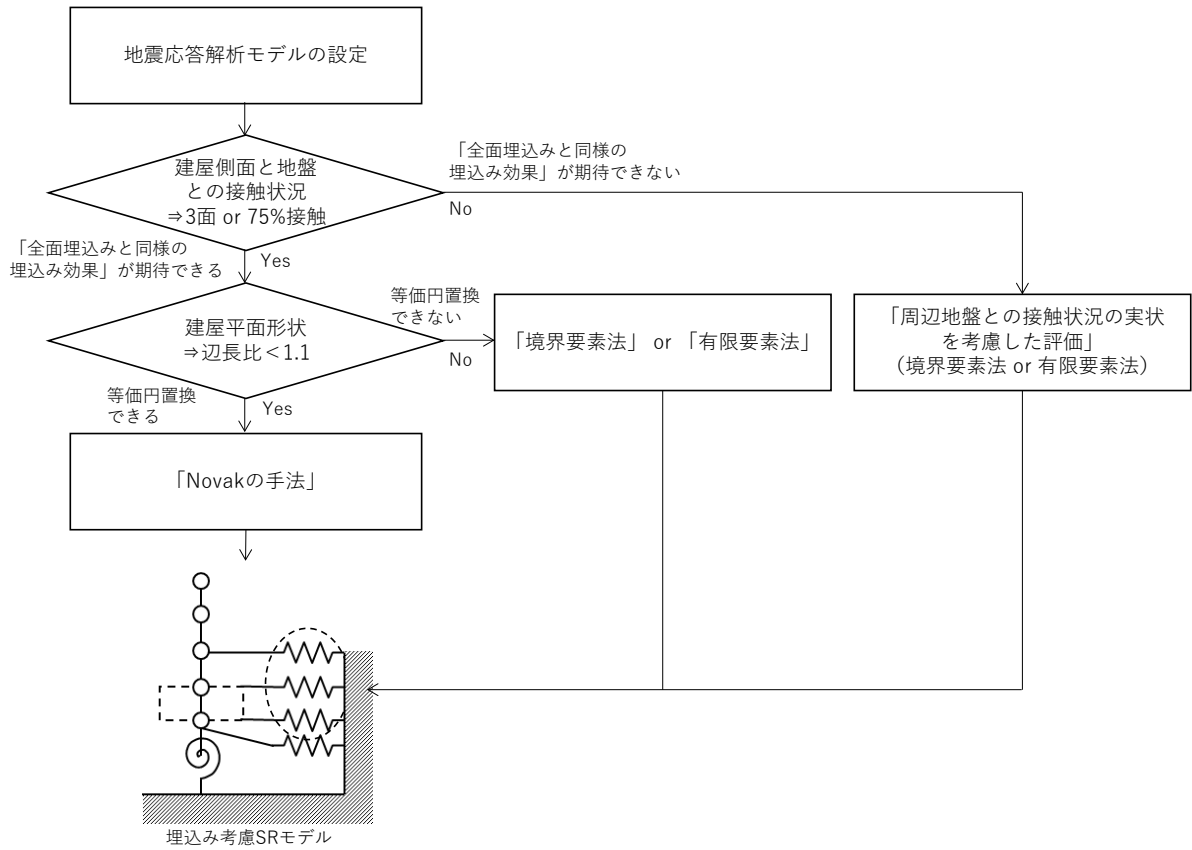 地震応答解析モデルの設定
建屋側面と地盤
との接触状況
⇒3面 or 75%接触
「全面埋込みと同様の
埋込み効果」が期待できない
No
「全面埋込みと同様の
埋込み効果」が期待できる
Yes
建屋平面形状
⇒辺長比<1.1
等価円置換
できない
No
「境界要素法」 or 「有限要素法」
「周辺地盤との接触状況の実状
を考慮した評価」
（境界要素法 or 有限要素法）
等価円置換
できる
Yes
「Novakの手法」
埋込み考慮SRモデル